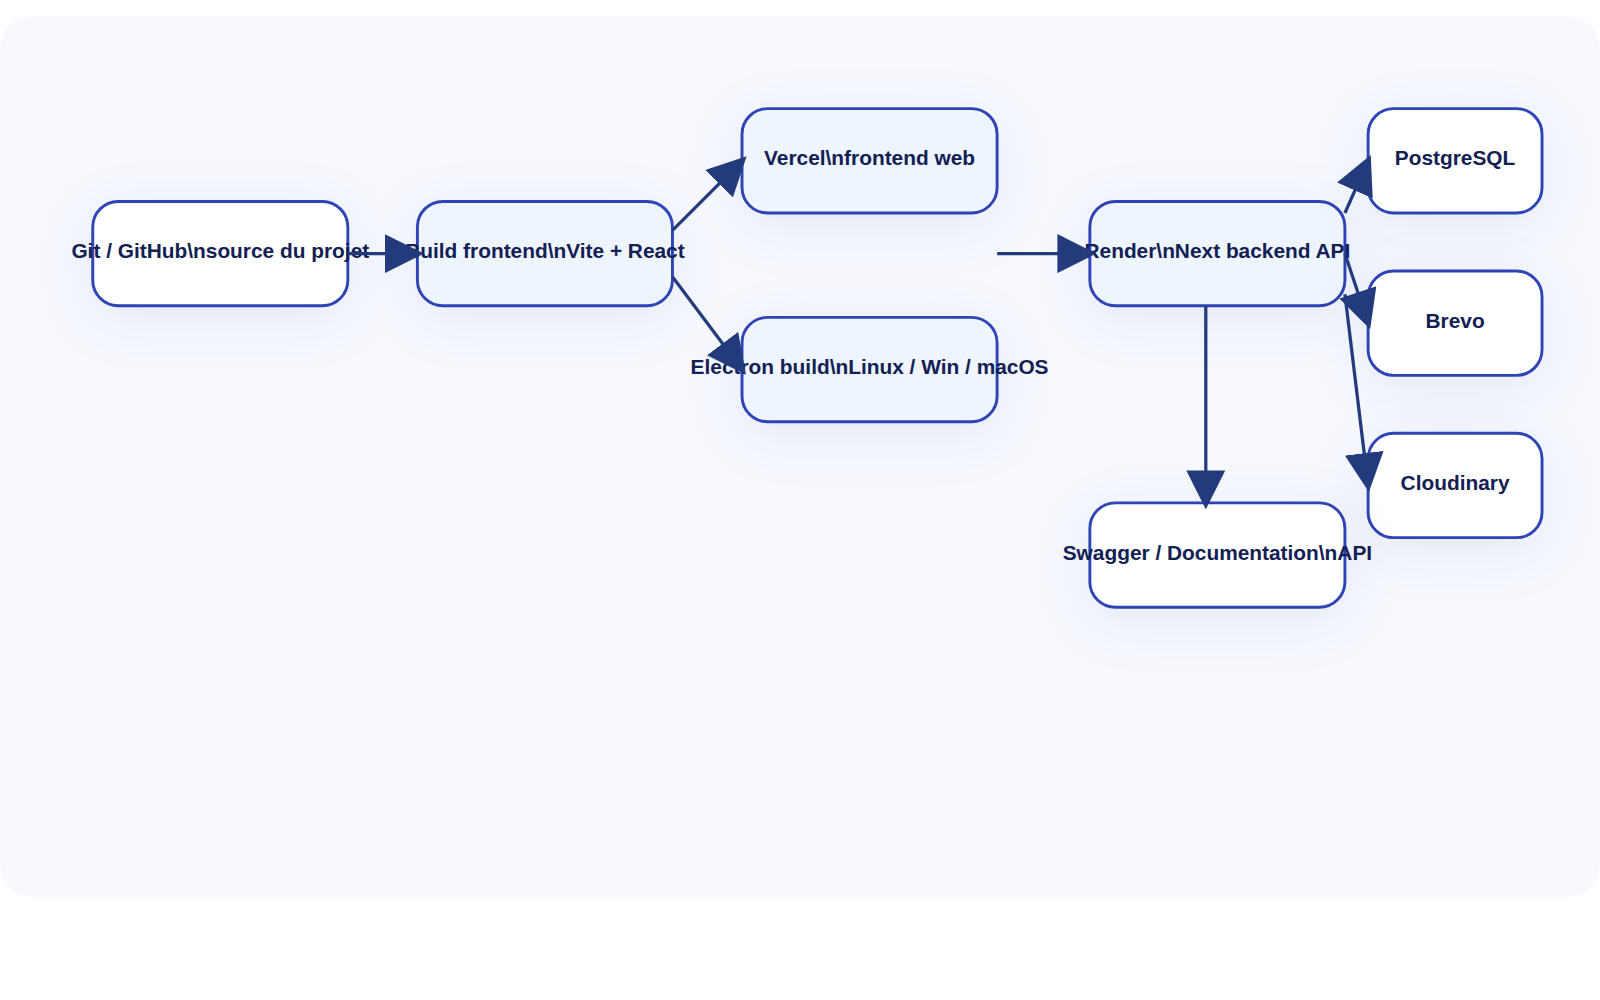 Vercel\nfrontend web
PostgreSQL
Git / GitHub\nsource du projet
Build frontend\nVite + React
Render\nNext backend API
Brevo
Electron build\nLinux / Win / macOS
Cloudinary
Swagger / Documentation\nAPI